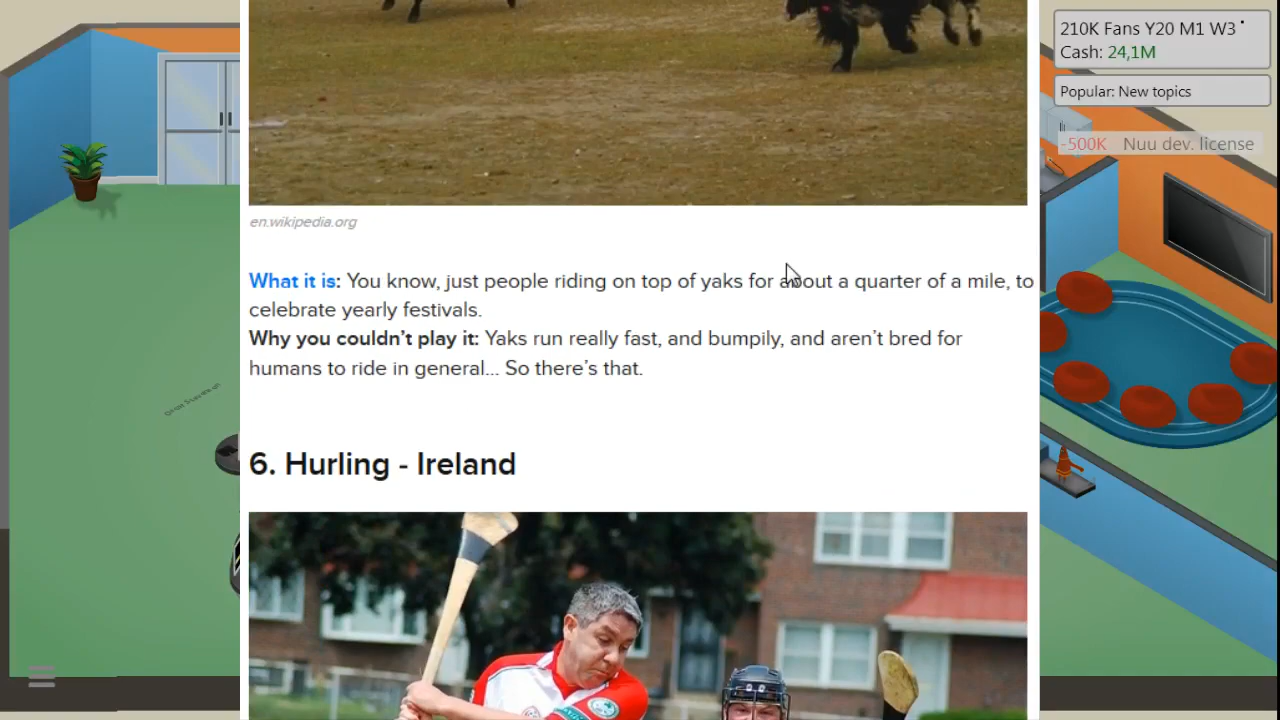 210K Fans Y20 M1 W3
Cash: 24,1M
Popular: New topics
-500K Nuu dev. license
en.wikipedia.org
What it is: You know, just people riding on top of yaks for about a quarter of a mile, to
celebrate yearly festivals.
Why you couldn't play it: Yaks run really fast, and bumpily, and aren't bred for
humans to ride in general... So there's that.
6. Hurling - Ireland